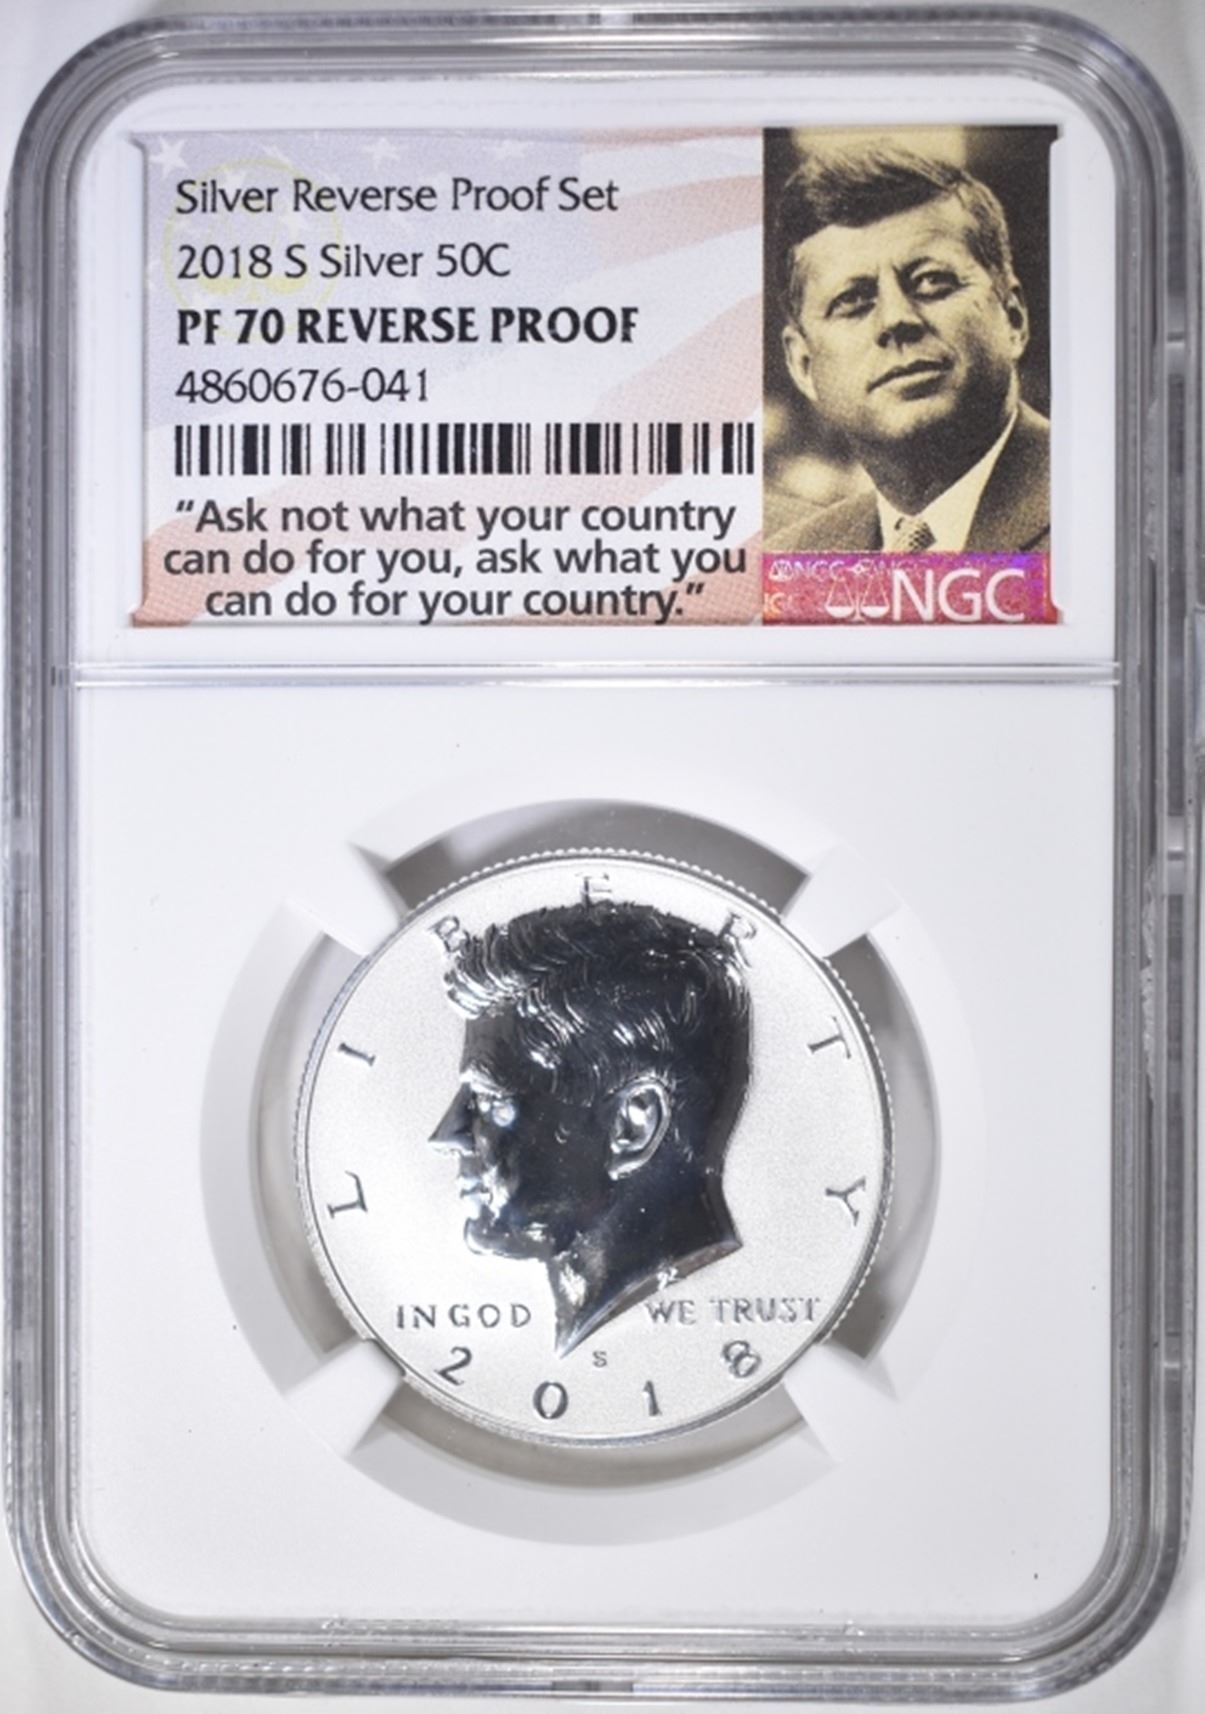 Silver Reverse Proof Set
2018 S Silver 50C
PF 70 REVERSE PROOF
4860676-041
"Ask not what your country
can do for you, ask what you
can do for your country."
NGC
LIBERTY
IN GOD WE TRUST
S
2018